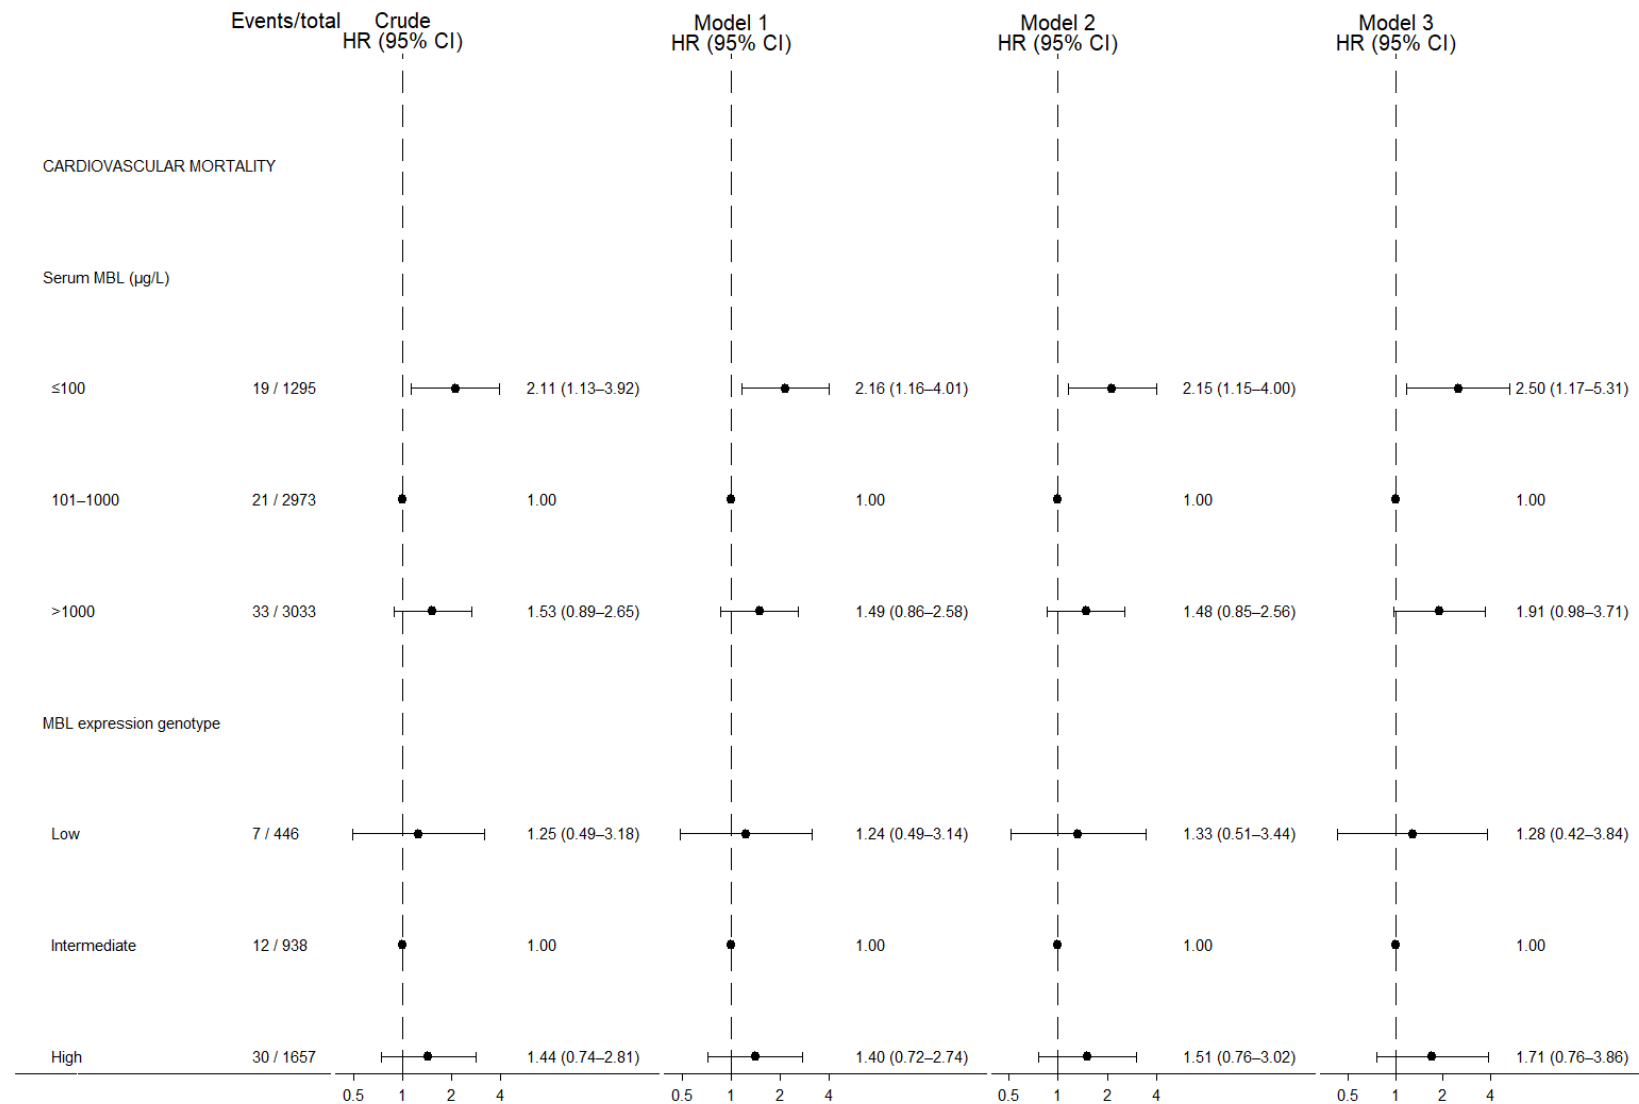 Events/total Crude Model 1 Model 2 Model 3
HR (95% CI) HR (95% CI) HR (95% CI) HR (95% CI)
CARDIOVASCULAR MORTALITY
Serum MBL (µg/L)
≤100 19 / 1295 2.11 (1.13–3.92) 2.16 (1.16–4.01) 2.15 (1.15–4.00) 2.50 (1.17–5.31)
101–1000 21 / 2973 1.00 1.00 1.00 1.00
>1000 33 / 3033 1.53 (0.89–2.65) 1.49 (0.86–2.58) 1.48 (0.85–2.56) 1.91 (0.98–3.71)
MBL expression genotype
Low 7 / 446 1.25 (0.49–3.18) 1.24 (0.49–3.14) 1.33 (0.51–3.44) 1.28 (0.42–3.84)
Intermediate 12 / 938 1.00 1.00 1.00 1.00
High 30 / 1657 1.44 (0.74–2.81) 1.40 (0.72–2.74) 1.51 (0.76–3.02) 1.71 (0.76–3.86)
0.5 1 2 4 0.5 1 2 4 0.5 1 2 4 0.5 1 2 4